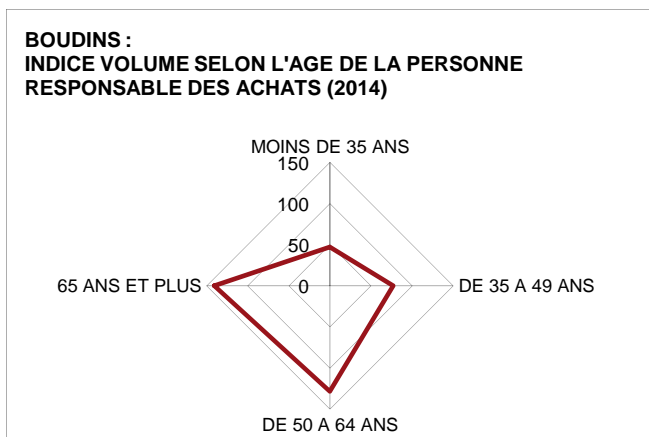 BOUDINS :
INDICE VOLUME SELON L'AGE DE LA PERSONNE
RESPONSABLE DES ACHATS (2014)
MOINS DE 35 ANS
150
100
50
0
65 ANS ET PLUS
DE 35 A 49 ANS
DE 50 A 64 ANS